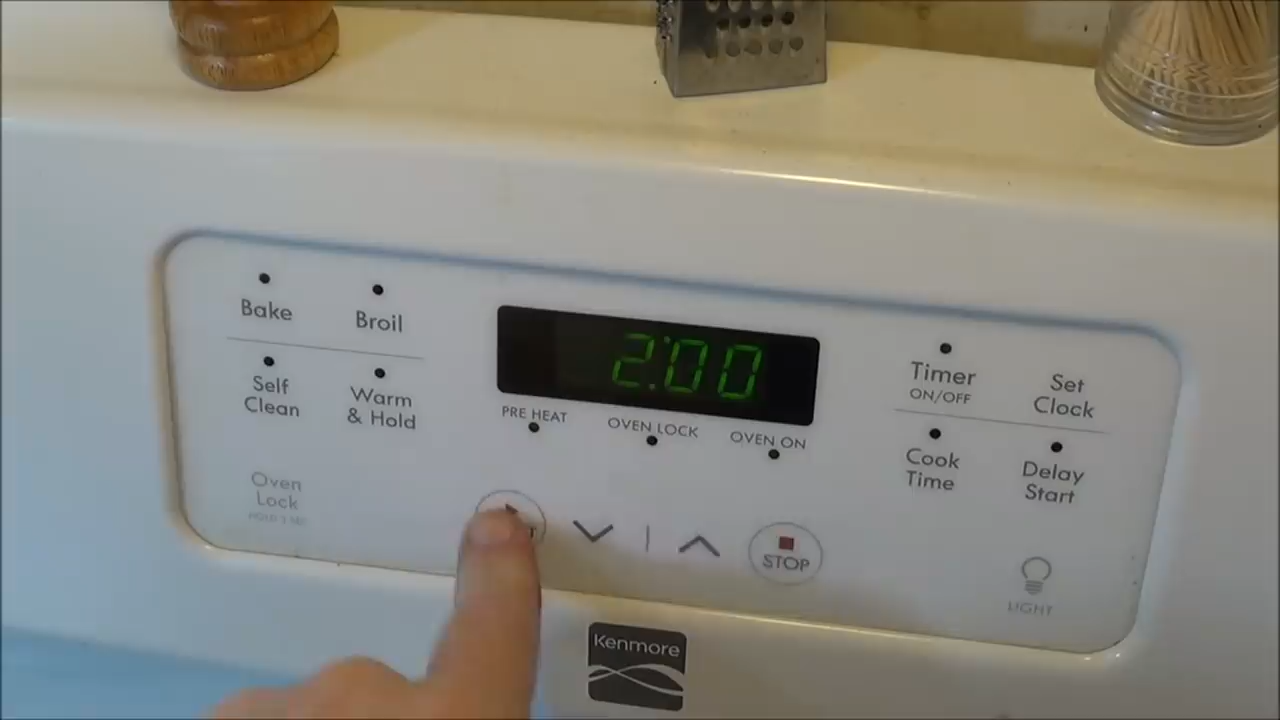 Bake
Broil
Self
Clean
Warm
& Hold
Oven
Lock
2:00
PRE HEAT
OVEN LOCK
OVEN ON
Timer
ON/OFF
Set
Clock
Cook
Time
Delay
Start
STOP
LIGHT
Kenmore